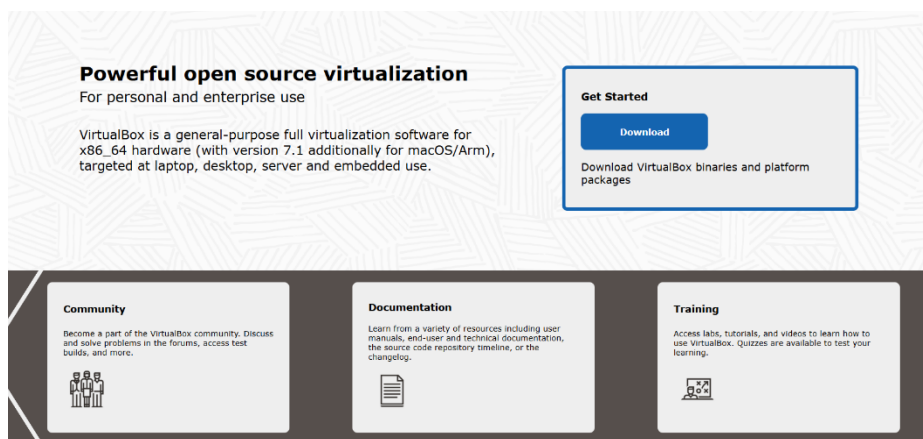 Powerful open source virtualization
For personal and enterprise use
VirtualBox is a general-purpose full virtualization software for
x86_64 hardware (with version 7.1 additionally for macOS/Arm),
targeted at laptop, desktop, server and embedded use.
Get Started
Download
Download VirtualBox binaries and platform
packages
Community
Become a part of the VirtualBox community. Discuss
and solve problems in the forums, access test
builds, and more.
Documentation
Learn from a variety of resources including user
manuals, end-user and technical documentation,
the source code repository timeline, or the
changelog.
Training
Access labs, tutorials, and videos to learn how to
use VirtualBox. Quizzes are available to test your
learning.